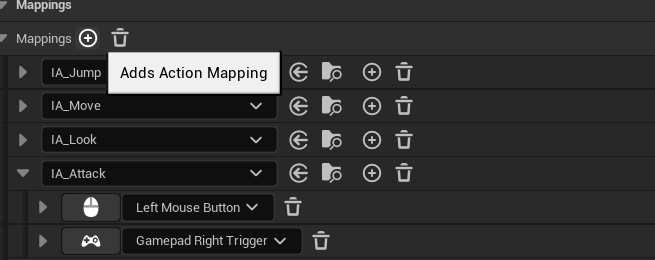 Mappings
Mappings
Adds Action Mapping
IA_Jump
IA_Move
IA_Look
IA_Attack
Left Mouse Button
Gamepad Right Trigger